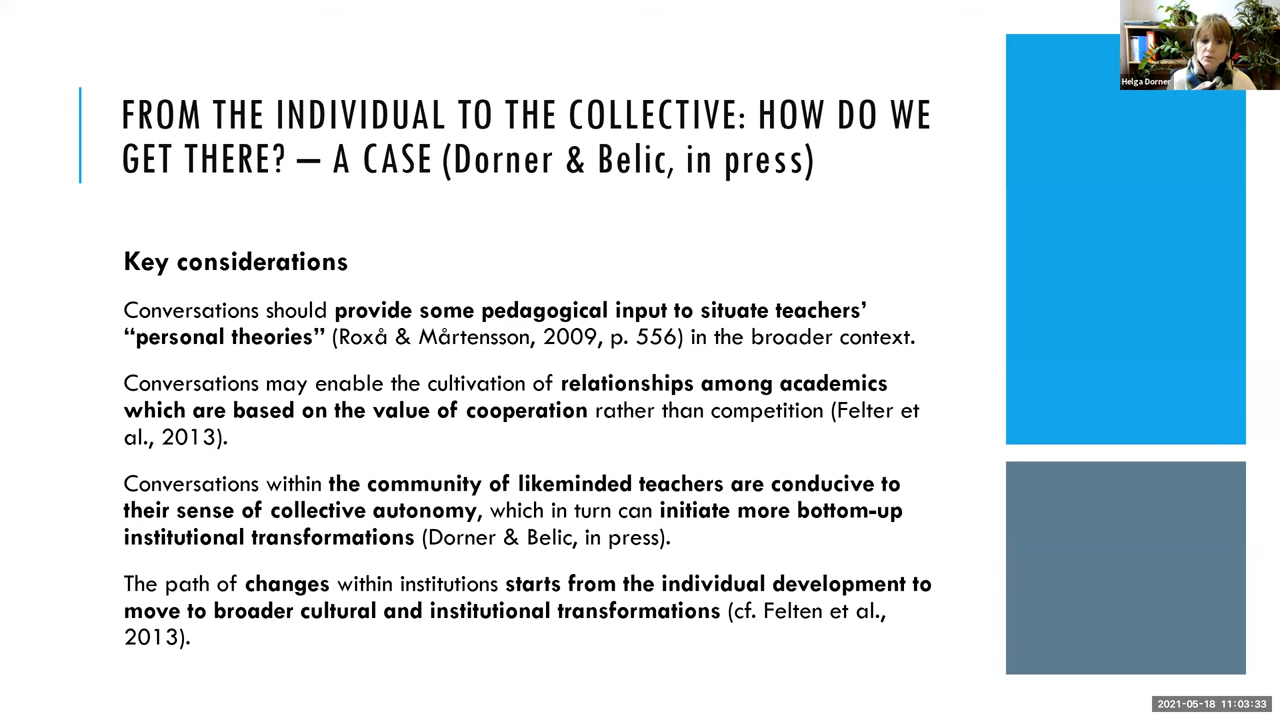 Helga Dorner
FROM THE INDIVIDUAL TO THE COLLECTIVE: HOW DO WE
GET THERE? – A CASE (Dorner & Belic, in press)
Key considerations
Conversations should provide some pedagogical input to situate teachers’
“personal theories” (Roxå & Mårtensson, 2009, p. 556) in the broader context.
Conversations may enable the cultivation of relationships among academics
which are based on the value of cooperation rather than competition (Felter et
al., 2013).
Conversations within the community of likeminded teachers are conducive to
their sense of collective autonomy, which in turn can initiate more bottom-up
institutional transformations (Dorner & Belic, in press).
The path of changes within institutions starts from the individual development to
move to broader cultural and institutional transformations (cf. Felten et al.,
2013).
2021-05-18 11:03:33